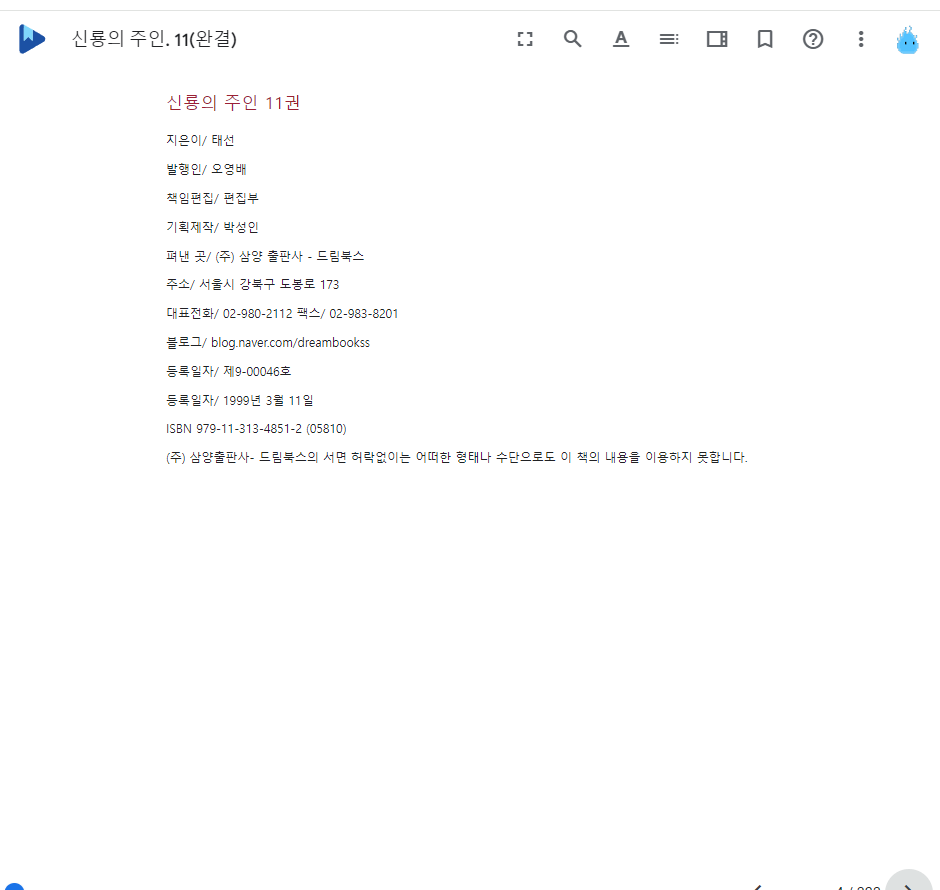 신룡의 주인. 11(완결)
신룡의 주인 11권
지은이/ 태선
발행인/ 오영배
책임편집/ 편집부
기획제작/ 박성인
펴낸 곳/ (주) 삼양 출판사 - 드림북스
주소/ 서울시 강북구 도봉로 173
대표전화/ 02-980-2112 팩스/ 02-983-8201
블로그/ blog.naver.com/dreambookss
등록일자/ 제9-00046호
등록일자/ 1999년 3월 11일
ISBN 979-11-313-4851-2 (05810)
(주) 삼양출판사- 드림북스의 서면 허락없이는 어떠한 형태나 수단으로도 이 책의 내용을 이용하지 못합니다.